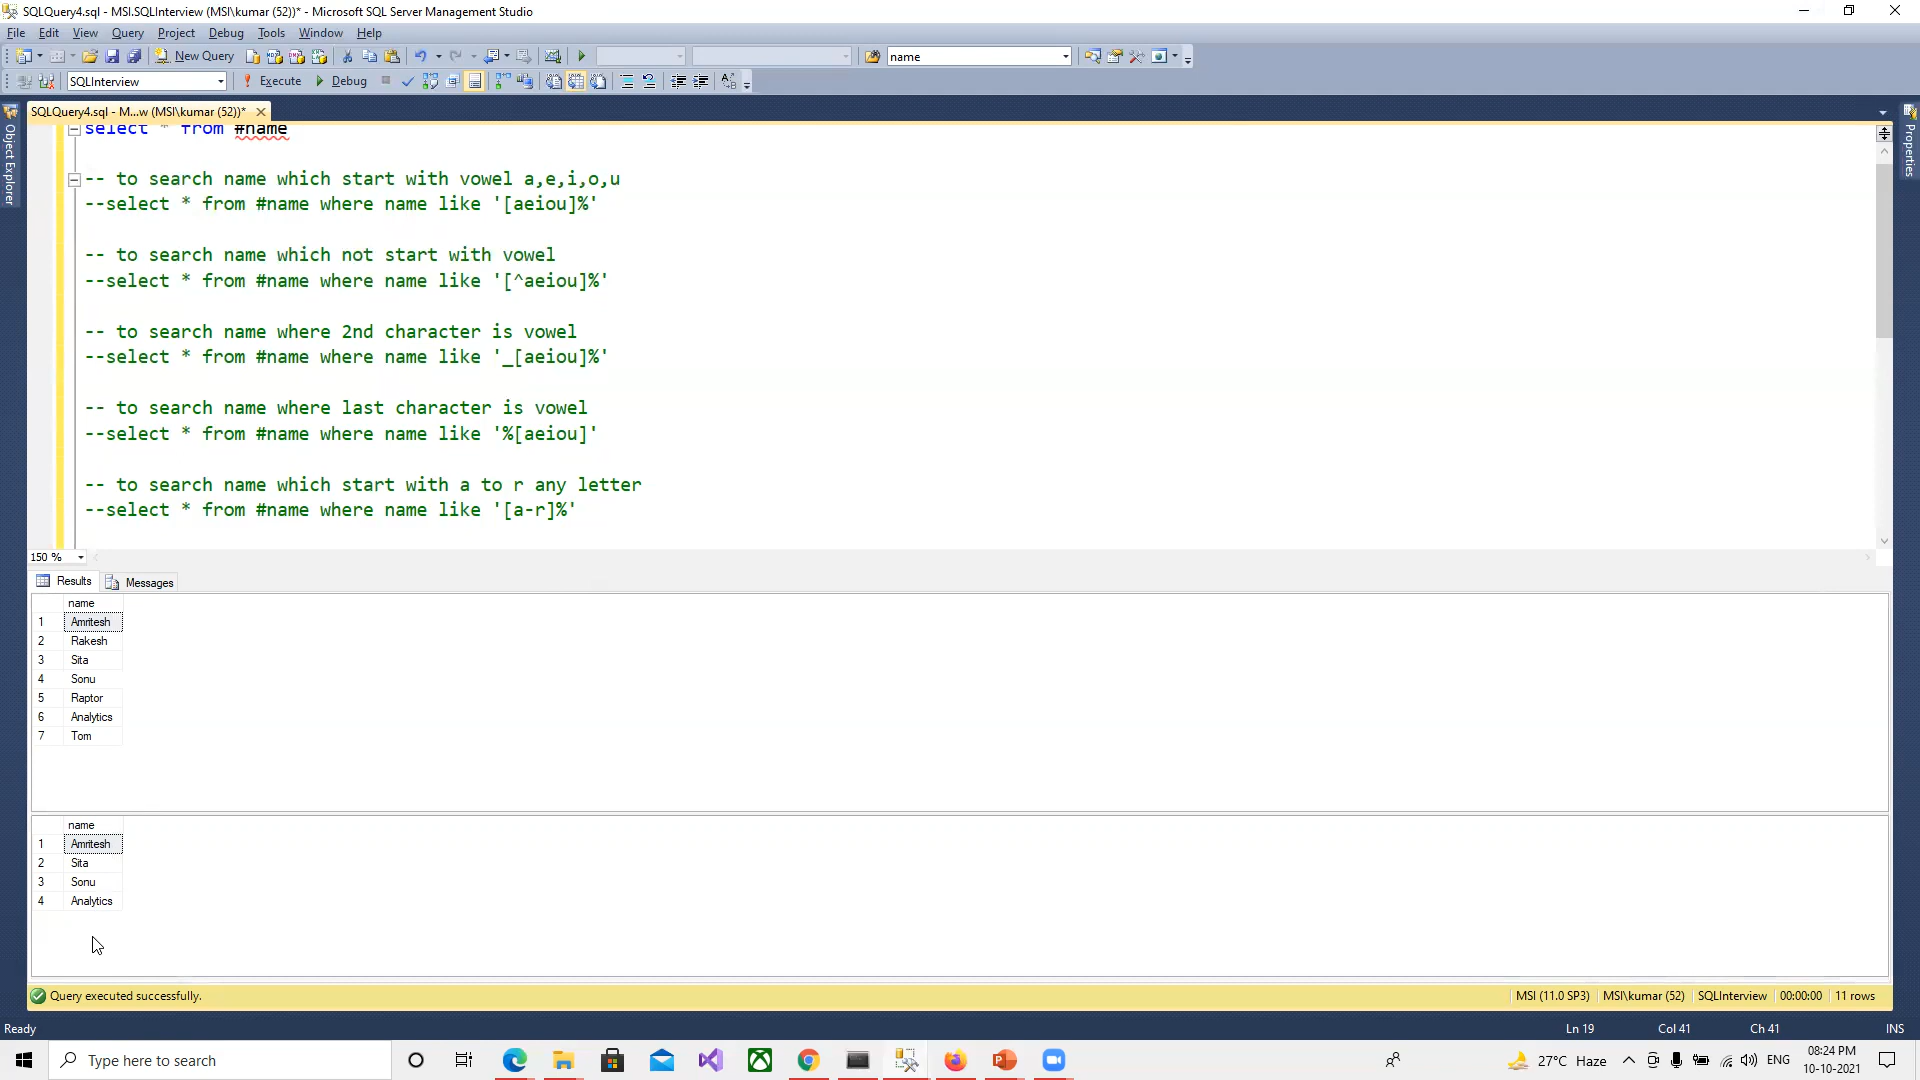 SQLQuery4.sql - MSI.SQLInterview (MSI\kumar (52))* - Microsoft SQL Server Management Studio
File Edit View Query Project Debug Tools Window Help
New Query name
SQLInterview Execute Debug
SQLQuery4.sql - M...w (MSI\kumar (52))*
Object Explorer
Properties
select * from #name
-- to search name which start with vowel a,e,i,o,u
--select * from #name where name like '[aeiou]%'
-- to search name which not start with vowel
--select * from #name where name like '[^aeiou]%'
-- to search name where 2nd character is vowel
--select * from #name where name like '_[aeiou]%'
-- to search name where last character is vowel
--select * from #name where name like '%[aeiou]'
-- to search name which start with a to r any letter
--select * from #name where name like '[a-r]%'
150 %
Results Messages
name
1 Amritesh
2 Rakesh
3 Sita
4 Sonu
5 Raptor
6 Analytics
7 Tom
name
1 Amritesh
2 Sita
3 Sonu
4 Analytics
Query executed successfully. MSI (11.0 SP3) MSI\kumar (52) SQLInterview 00:00:00 11 rows
Ready Ln 19 Col 41 Ch 41 INS
Type here to search 27°C Haze ENG 08:24 PM
10-10-2021